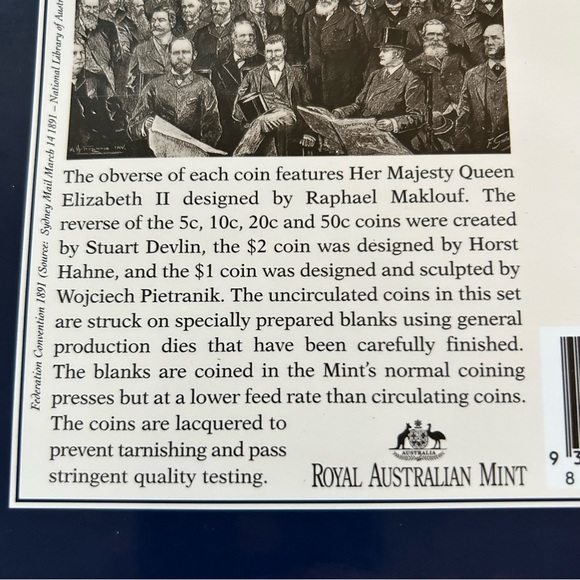 Federation Convention 1891 (Source: Sydney Mail March 14 1891 – National Library of Aust
The obverse of each coin features Her Majesty Queen
Elizabeth II designed by Raphael Maklouf. The
reverse of the 5c, 10c, 20c and 50c coins were created
by Stuart Devlin, the $2 coin was designed by Horst
Hahne, and the $1 coin was designed and sculpted by
Wojciech Pietranik. The uncirculated coins in this set
are struck on specially prepared blanks using general
production dies that have been carefully finished.
The blanks are coined in the Mint's normal coining
presses but at a lower feed rate than circulating coins.
The coins are lacquered to
prevent tarnishing and pass
stringent quality testing.
AUSTRALIA
ROYAL AUSTRALIAN MINT
9 3
8